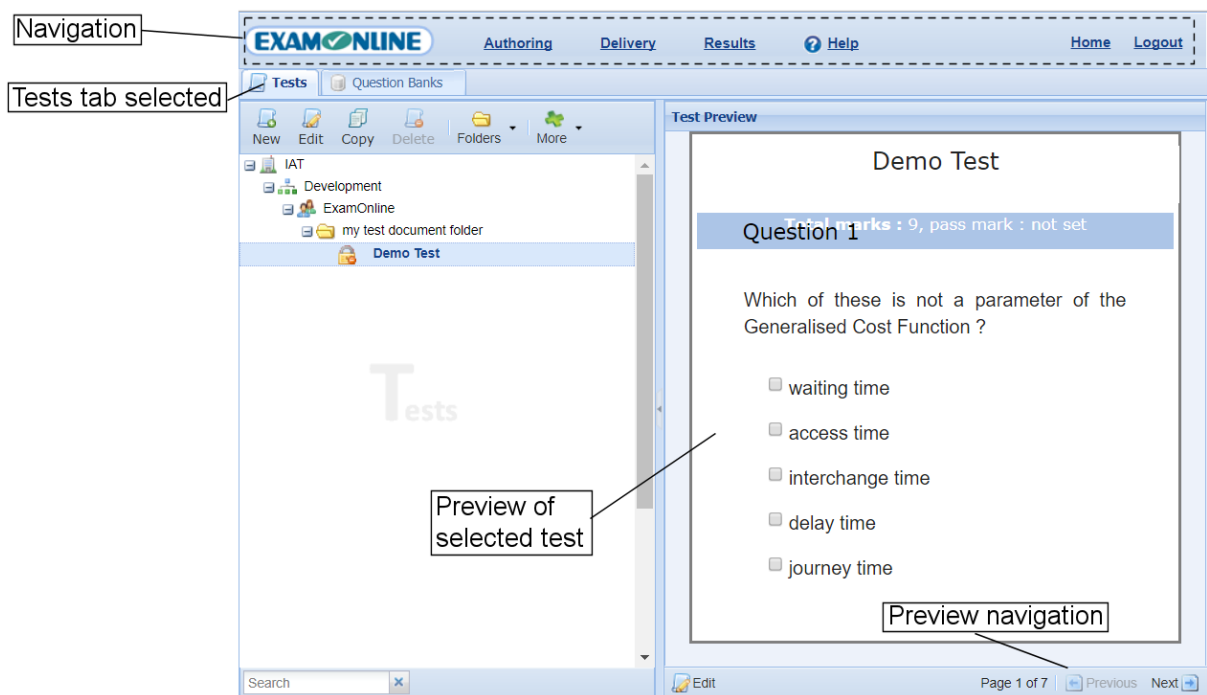 Navigation
EXAMONLINE Authoring Delivery Results Help Home Logout
Tests tab selected
Tests Question Banks
New Edit Copy Delete Folders More
IAT
Development
ExamOnline
my test document folder
Demo Test
Tests
Preview of
selected test
Search
Test Preview
Demo Test
Total marks : 9, pass mark : not set
Question 1
Which of these is not a parameter of the
Generalised Cost Function ?
waiting time
access time
interchange time
delay time
journey time
Preview navigation
Edit Page 1 of 7 Previous Next